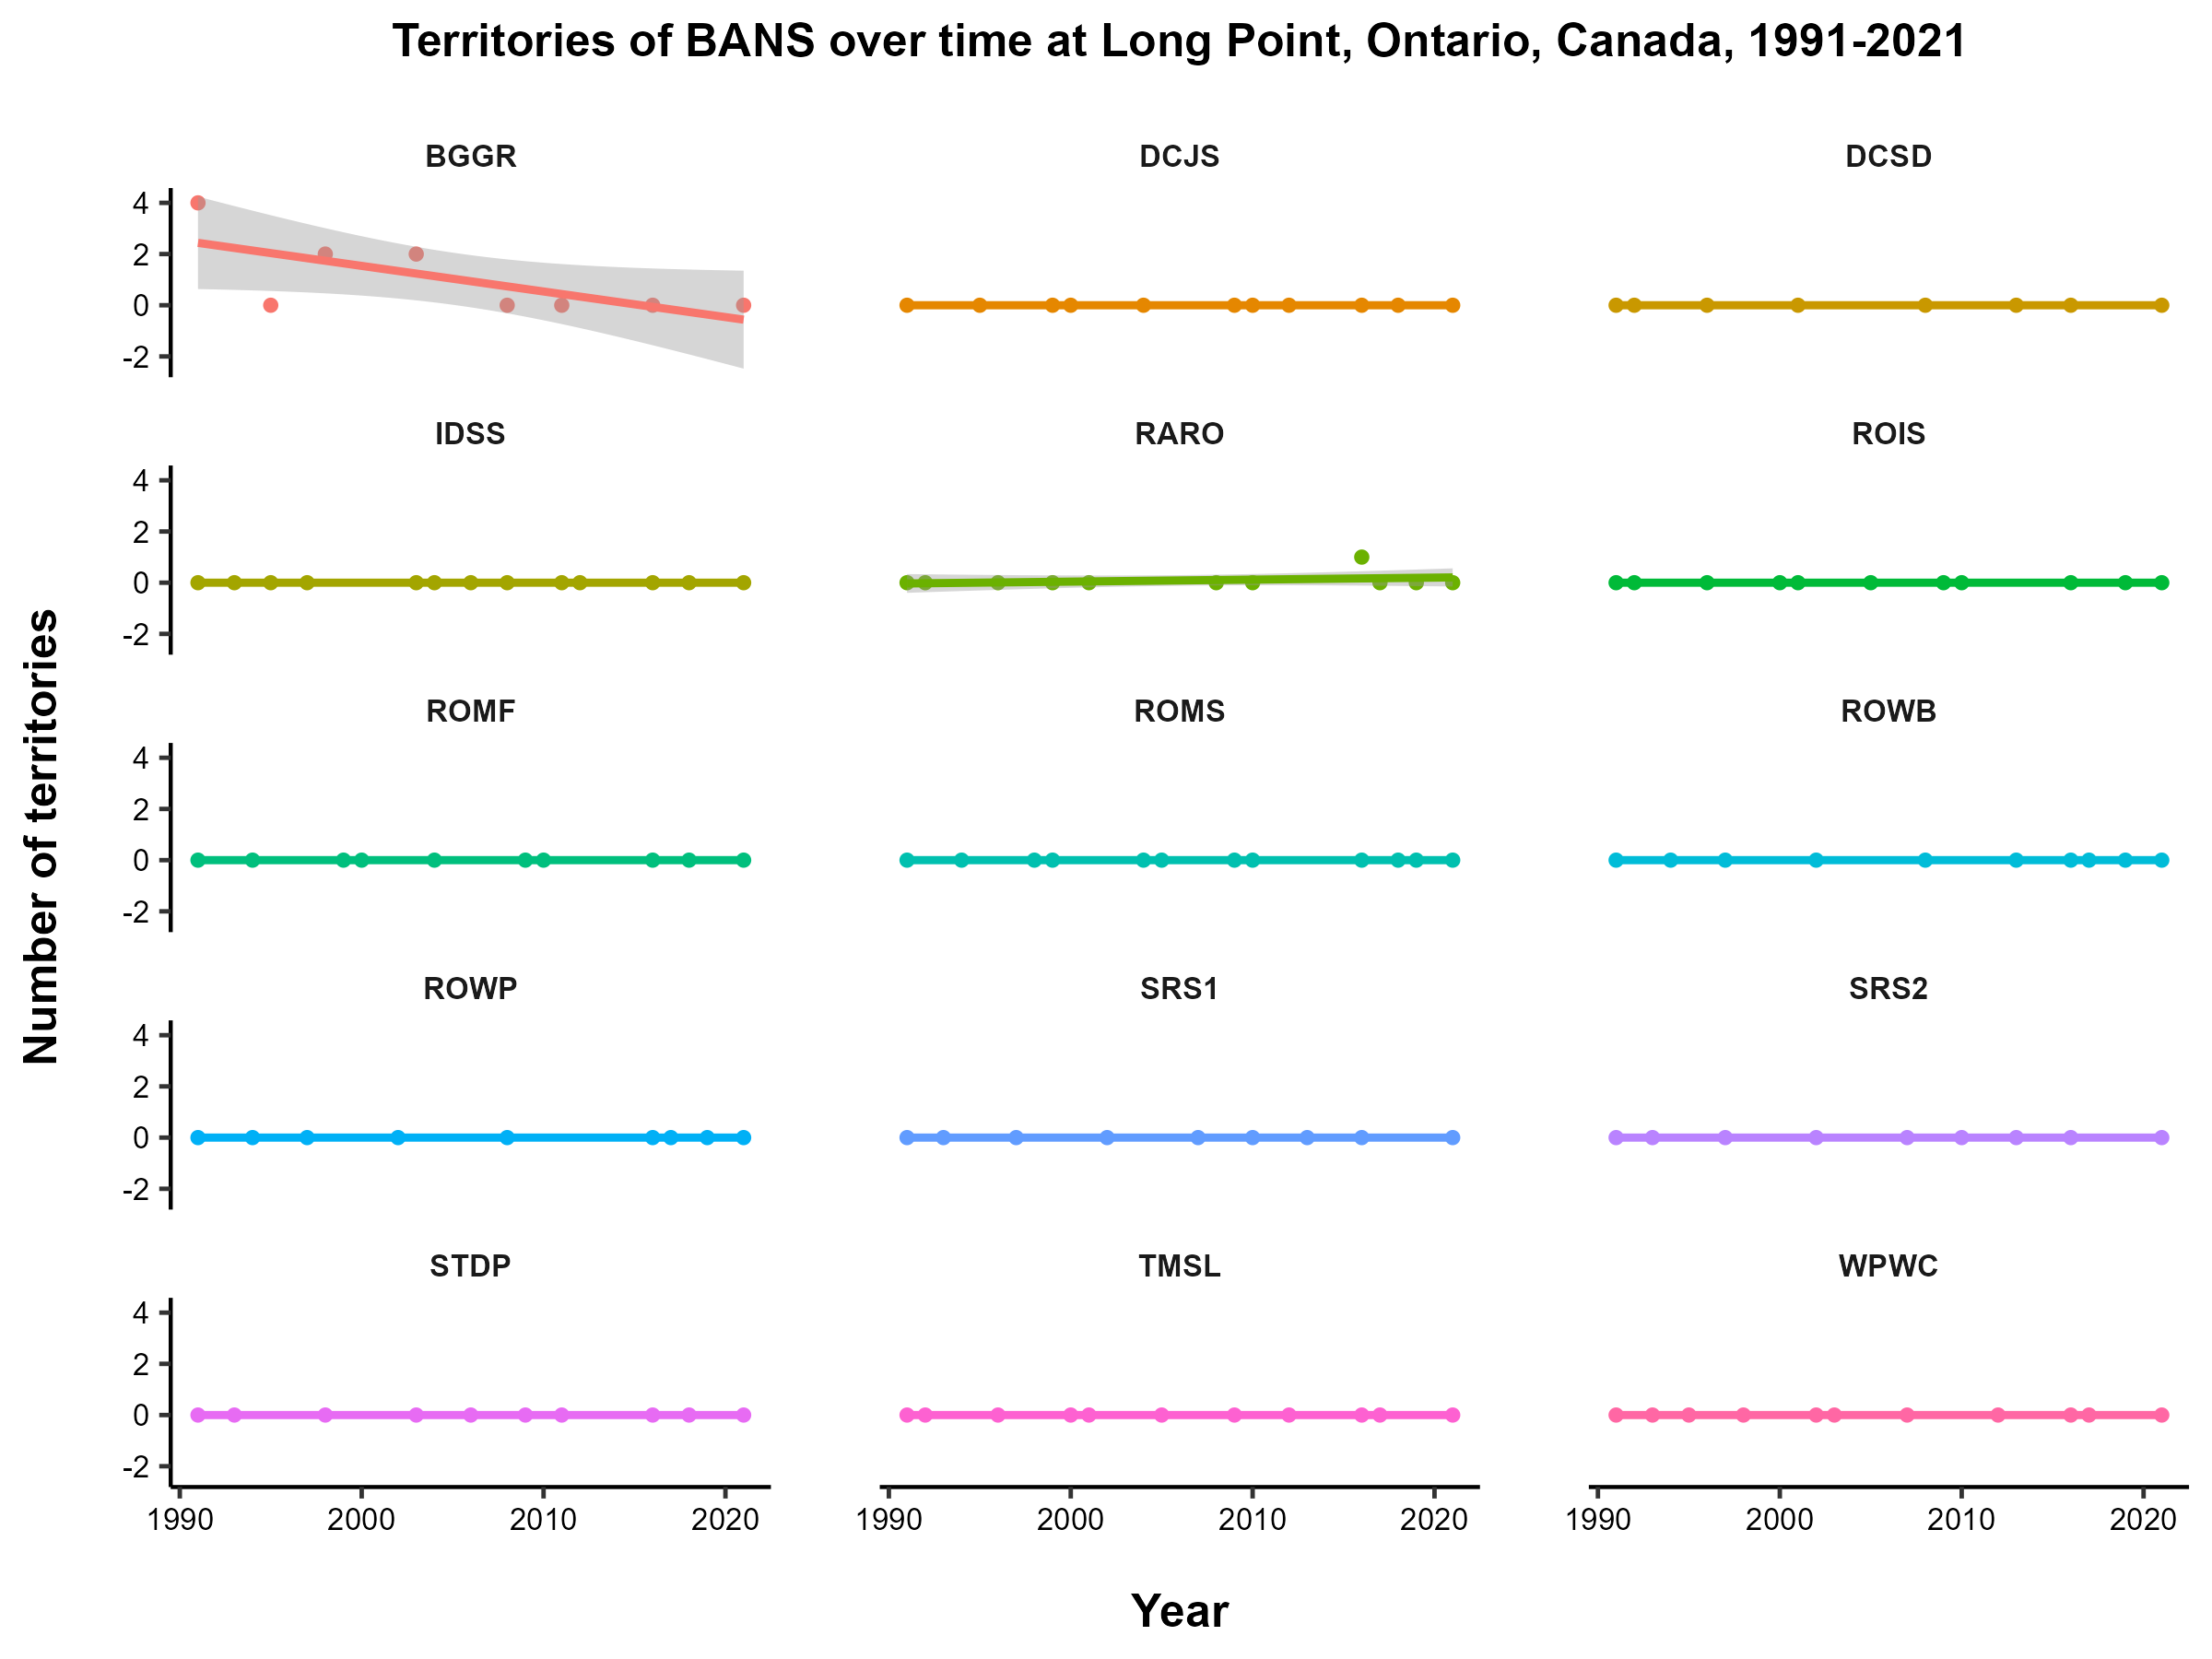 Territories of BANS over time at Long Point, Ontario, Canada, 1991-2021
BGGR DCJS DCSD
4
2
0
-2
IDSS RARO ROIS
4
2
0
-2
ROMF ROMS ROWB
4
2
0
-2
ROWP SRS1 SRS2
4
2
0
-2
STDP TMSL WPWC
4
2
0
-2
1990 2000 2010 2020 1990 2000 2010 2020 1990 2000 2010 2020
Year
Number of territories